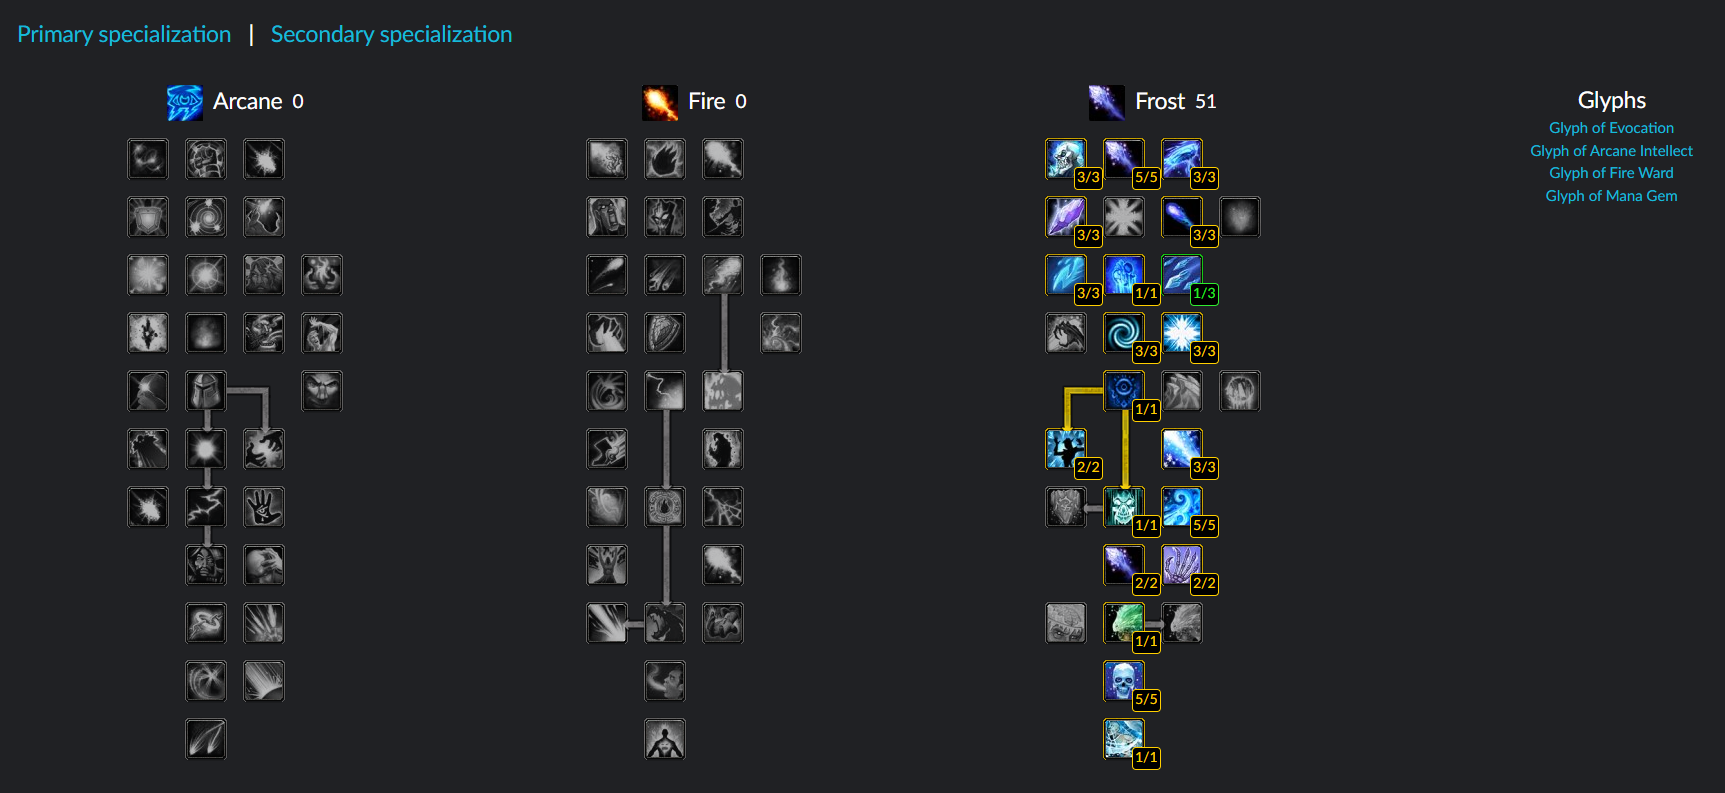 Primary specialization | Secondary specialization
Arcane 0
Fire 0
Frost 51
Glyphs
Glyph of Evocation
Glyph of Arcane Intellect
Glyph of Fire Ward
Glyph of Mana Gem
3/3 5/5 3/3
3/3 3/3
3/3 1/1 1/3
3/3 3/3
1/1
2/2 3/3
1/1 5/5
2/2 2/2
1/1
5/5
1/1